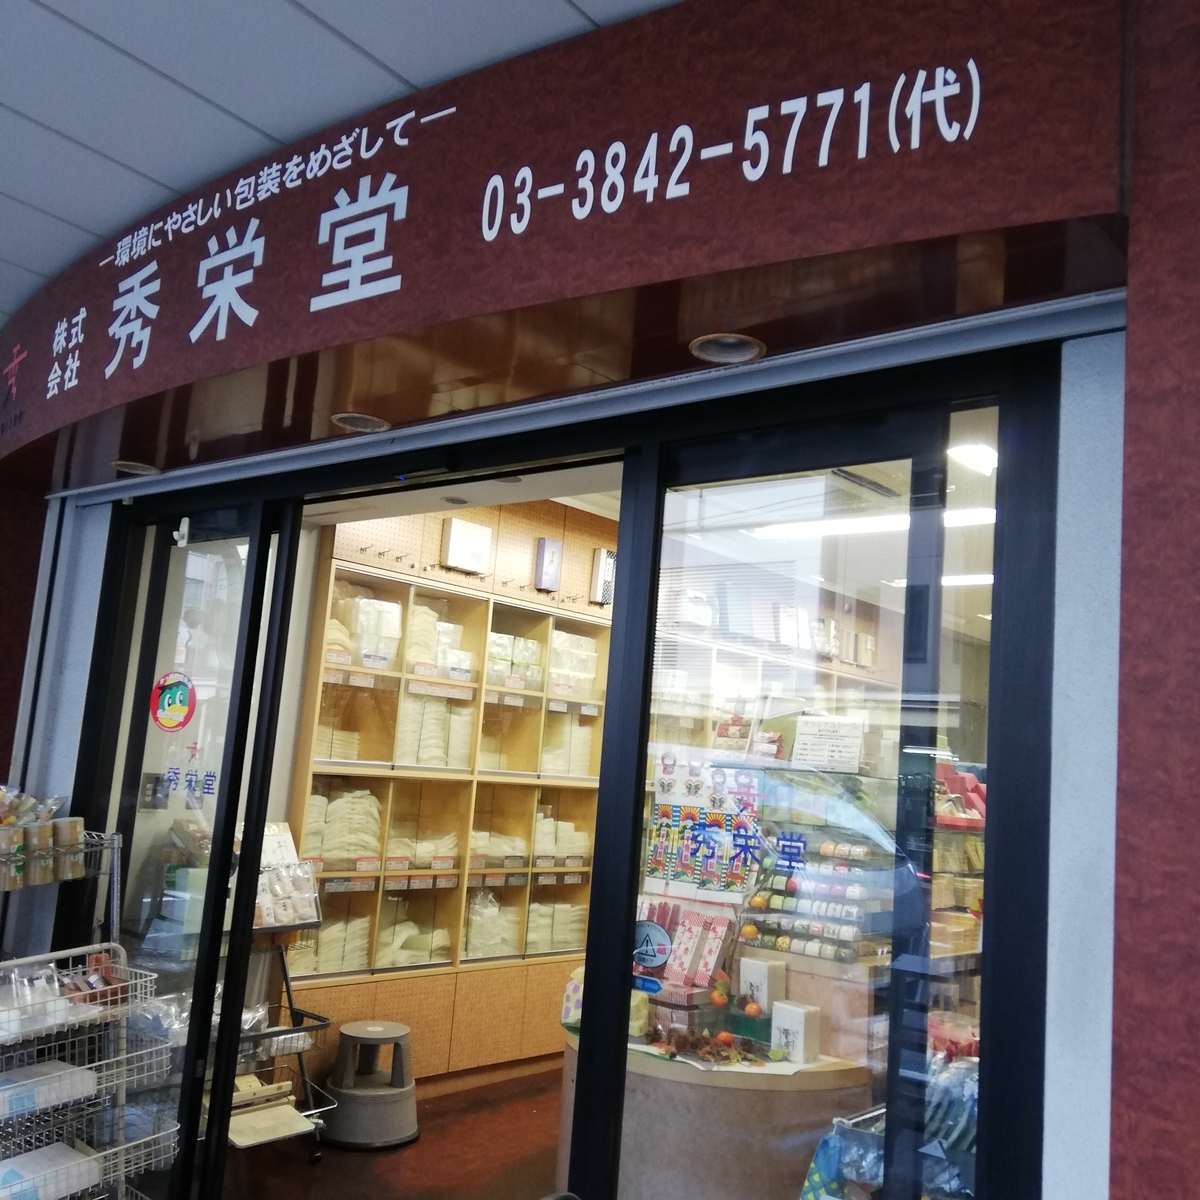 ―環境にやさしい包装をめざして―
株式会社 秀栄堂
03-3842-5771(代)
秀栄堂
秀栄堂